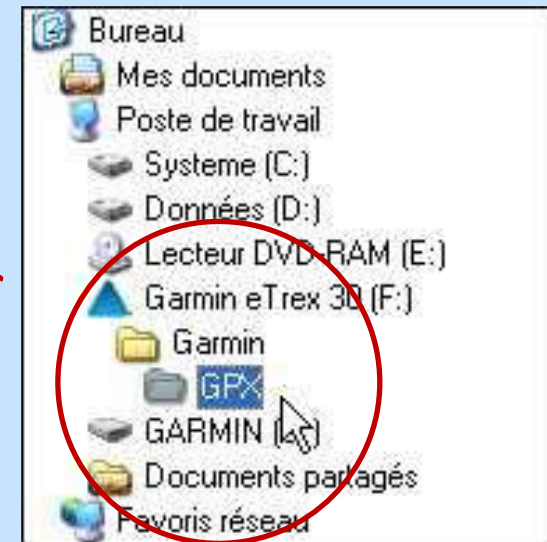 Bureau
Mes documents
Poste de travail
Systeme (C:)
Données (D:)
Lecteur DVD-RAM (E:)
Garmin eTrex 30 (F:)
Garmin
GPX
GARMIN
Documents partagés
Favoris réseau